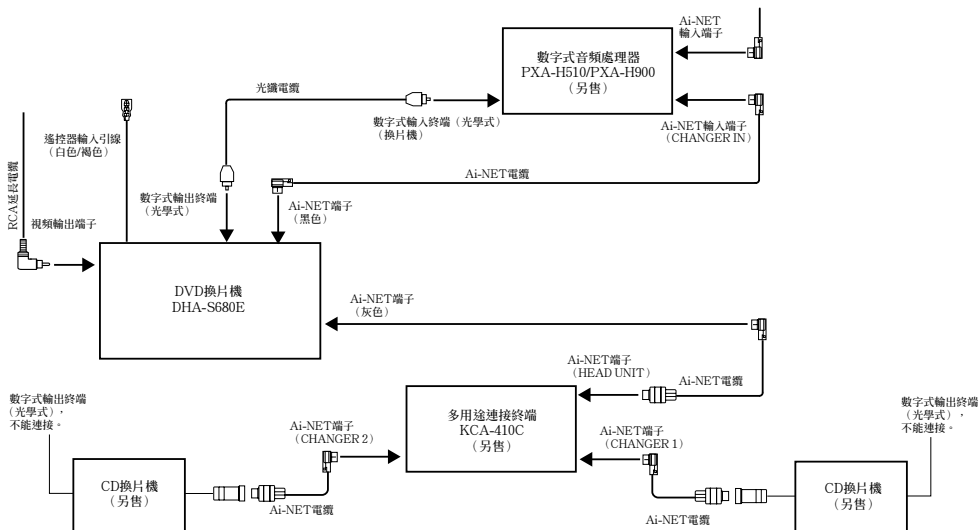 Ai-NET
輸入端子
數字式音頻處理器
PXA-H510/PXA-H900
（另售）
光纖電纜
數字式輸入終端（光學式）
（換片機）
Ai-NET輸入端子
（CHANGER IN）
遙控器輸入引線
（白色/褐色）
RCA延長電纜
Ai-NET電纜
數字式輸出終端
（光學式）
Ai-NET端子
（黑色）
視頻輸出端子
DVD換片機
DHA-S680E
Ai-NET端子
（灰色）
Ai-NET端子
（HEAD UNIT）
Ai-NET電纜
數字式輸出終端
（光學式），
不能連接。
多用途連接終端
KCA-410C
（另售）
數字式輸出終端
（光學式），
不能連接。
Ai-NET端子
（CHANGER 2）
Ai-NET端子
（CHANGER 1）
CD換片機
（另售）
Ai-NET電纜
Ai-NET電纜
CD換片機
（另售）